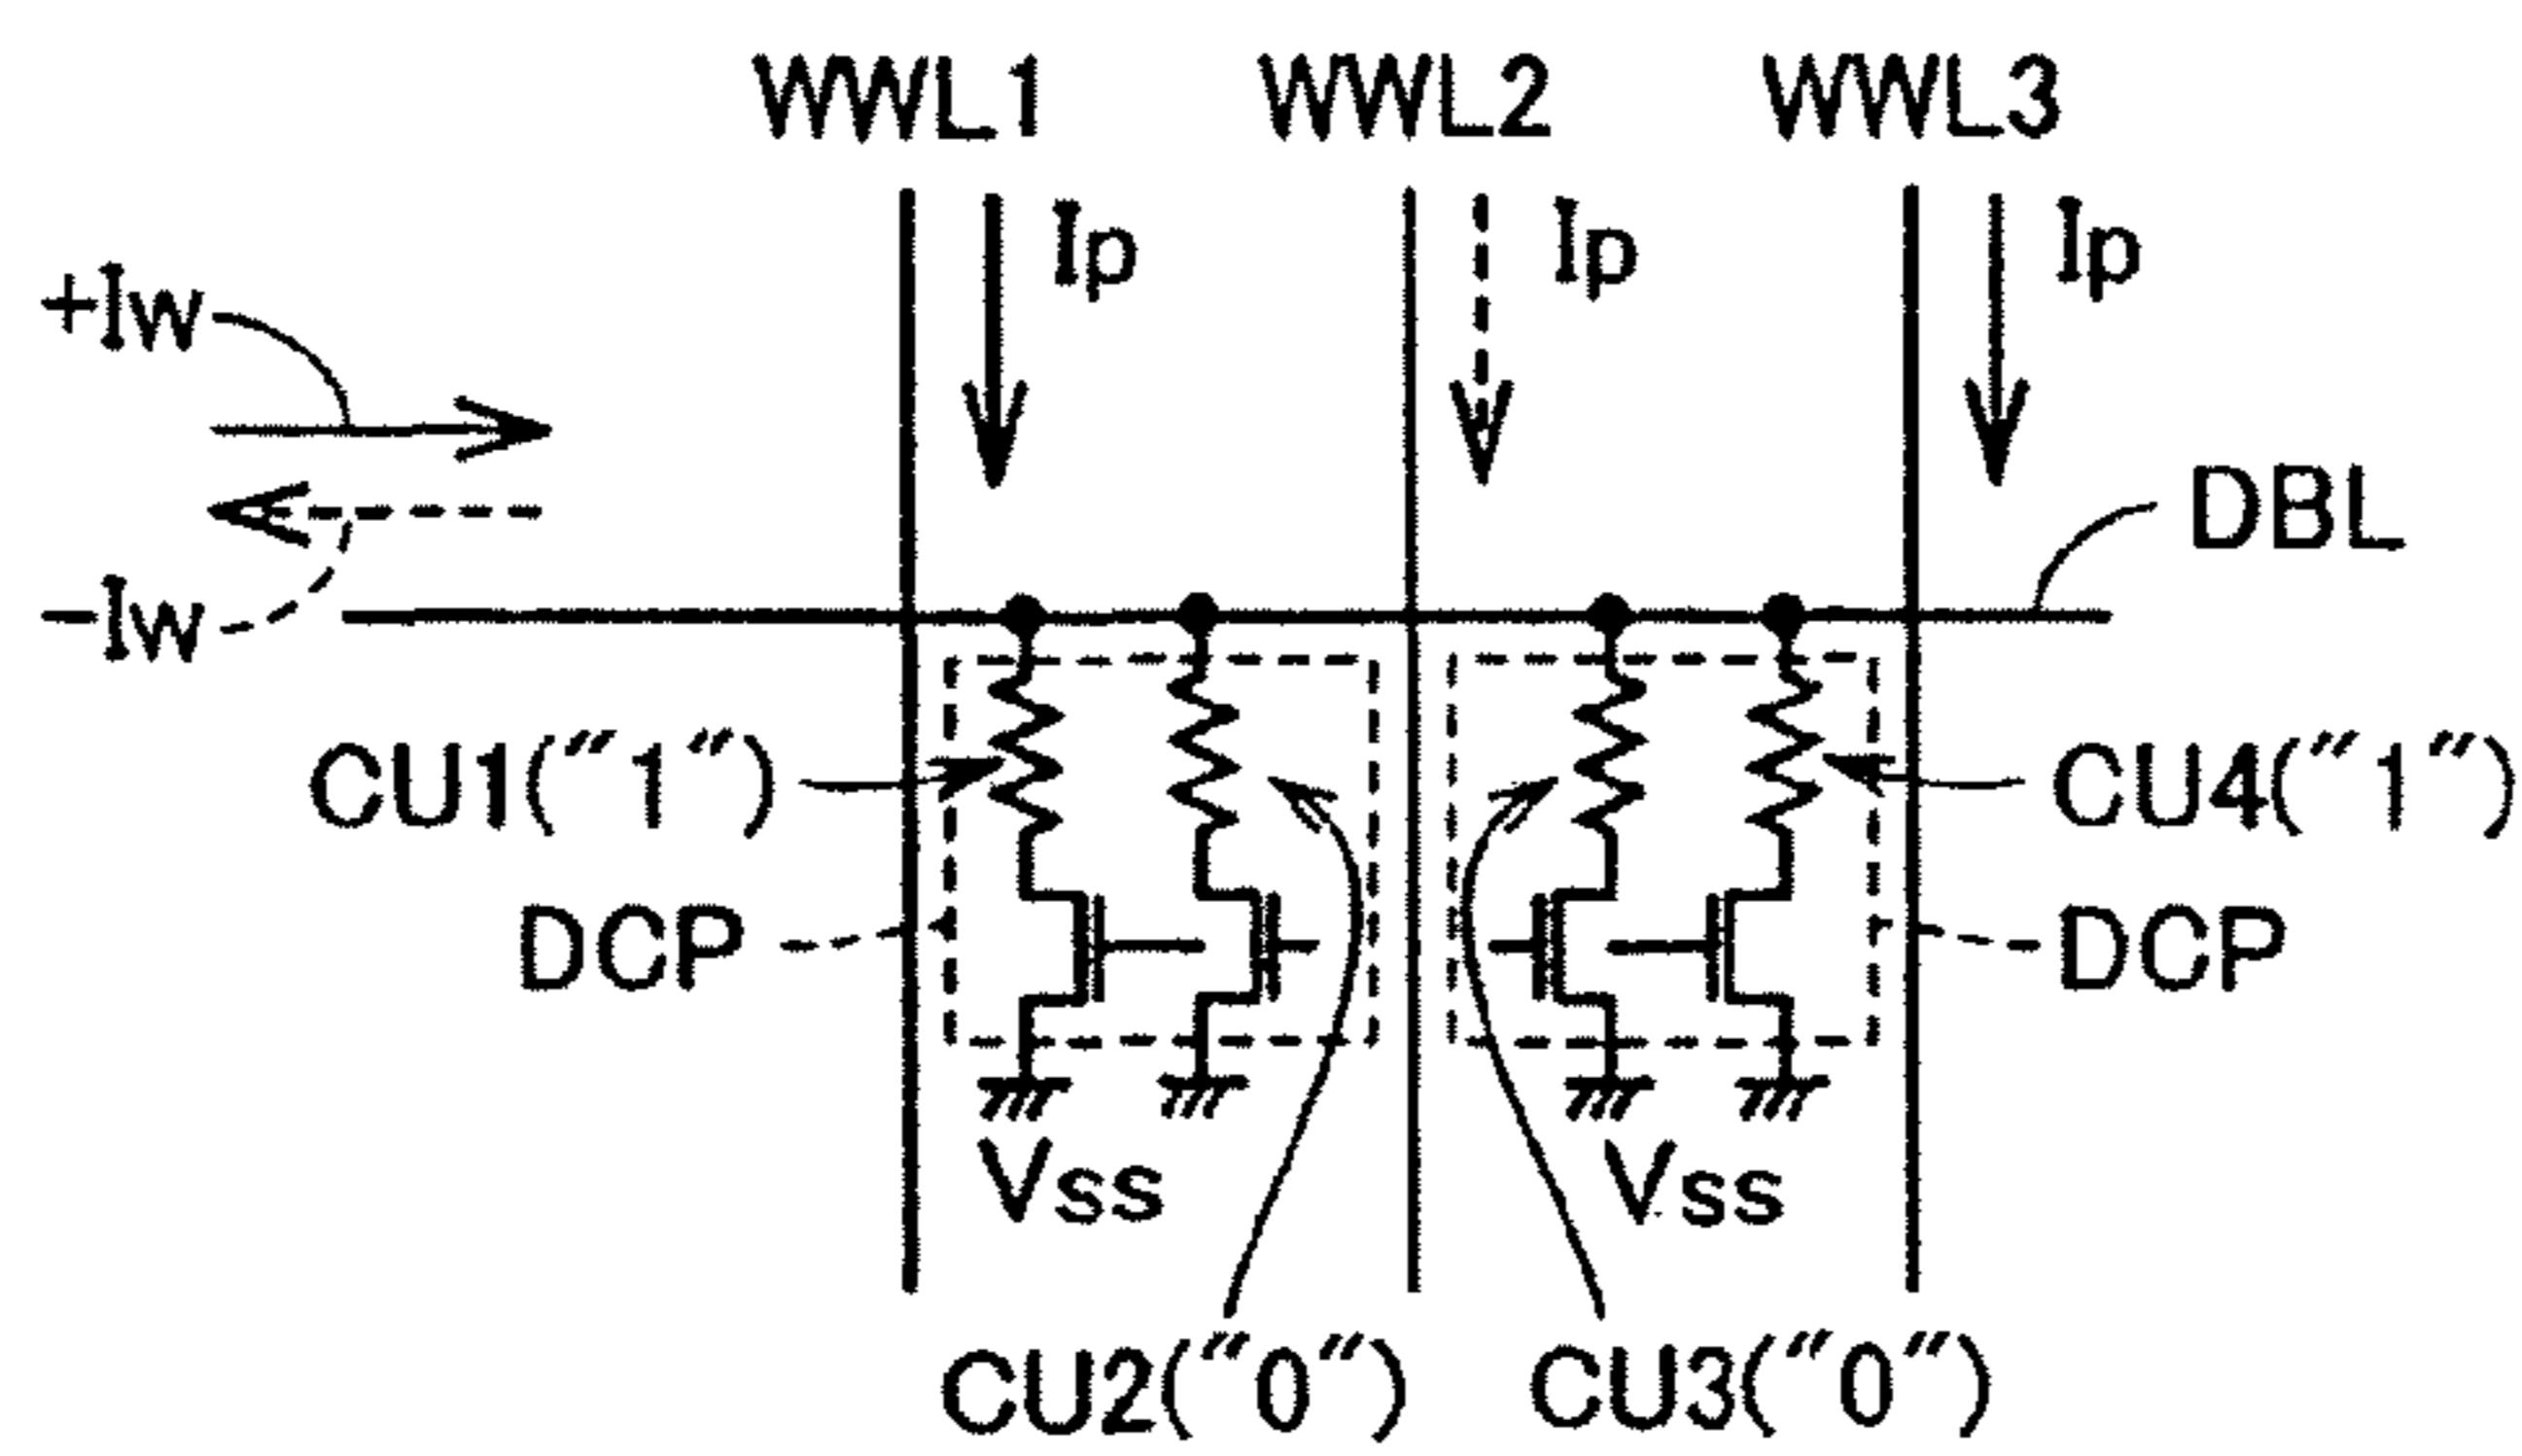 WWL1 WWL2 WWL3
Ip Ip Ip
+Iw
DBL
-Iw
CU1("1") CU4("1")
DCP DCP
Vss Vss
CU2("0") CU3("0")